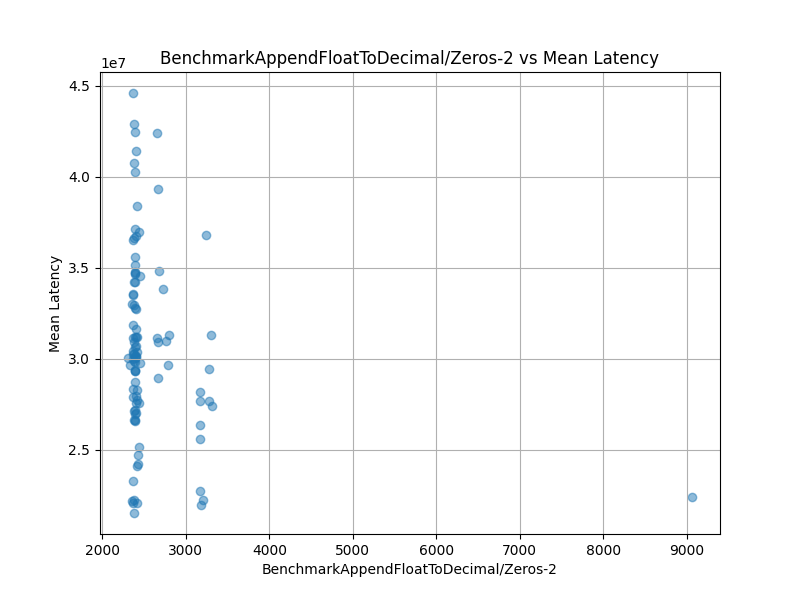 BenchmarkAppendFloatToDecimal/Zeros-2 vs Mean Latency
1e7
4.5
4.0
3.5
3.0
2.5
Mean Latency
2000 3000 4000 5000 6000 7000 8000 9000
BenchmarkAppendFloatToDecimal/Zeros-2